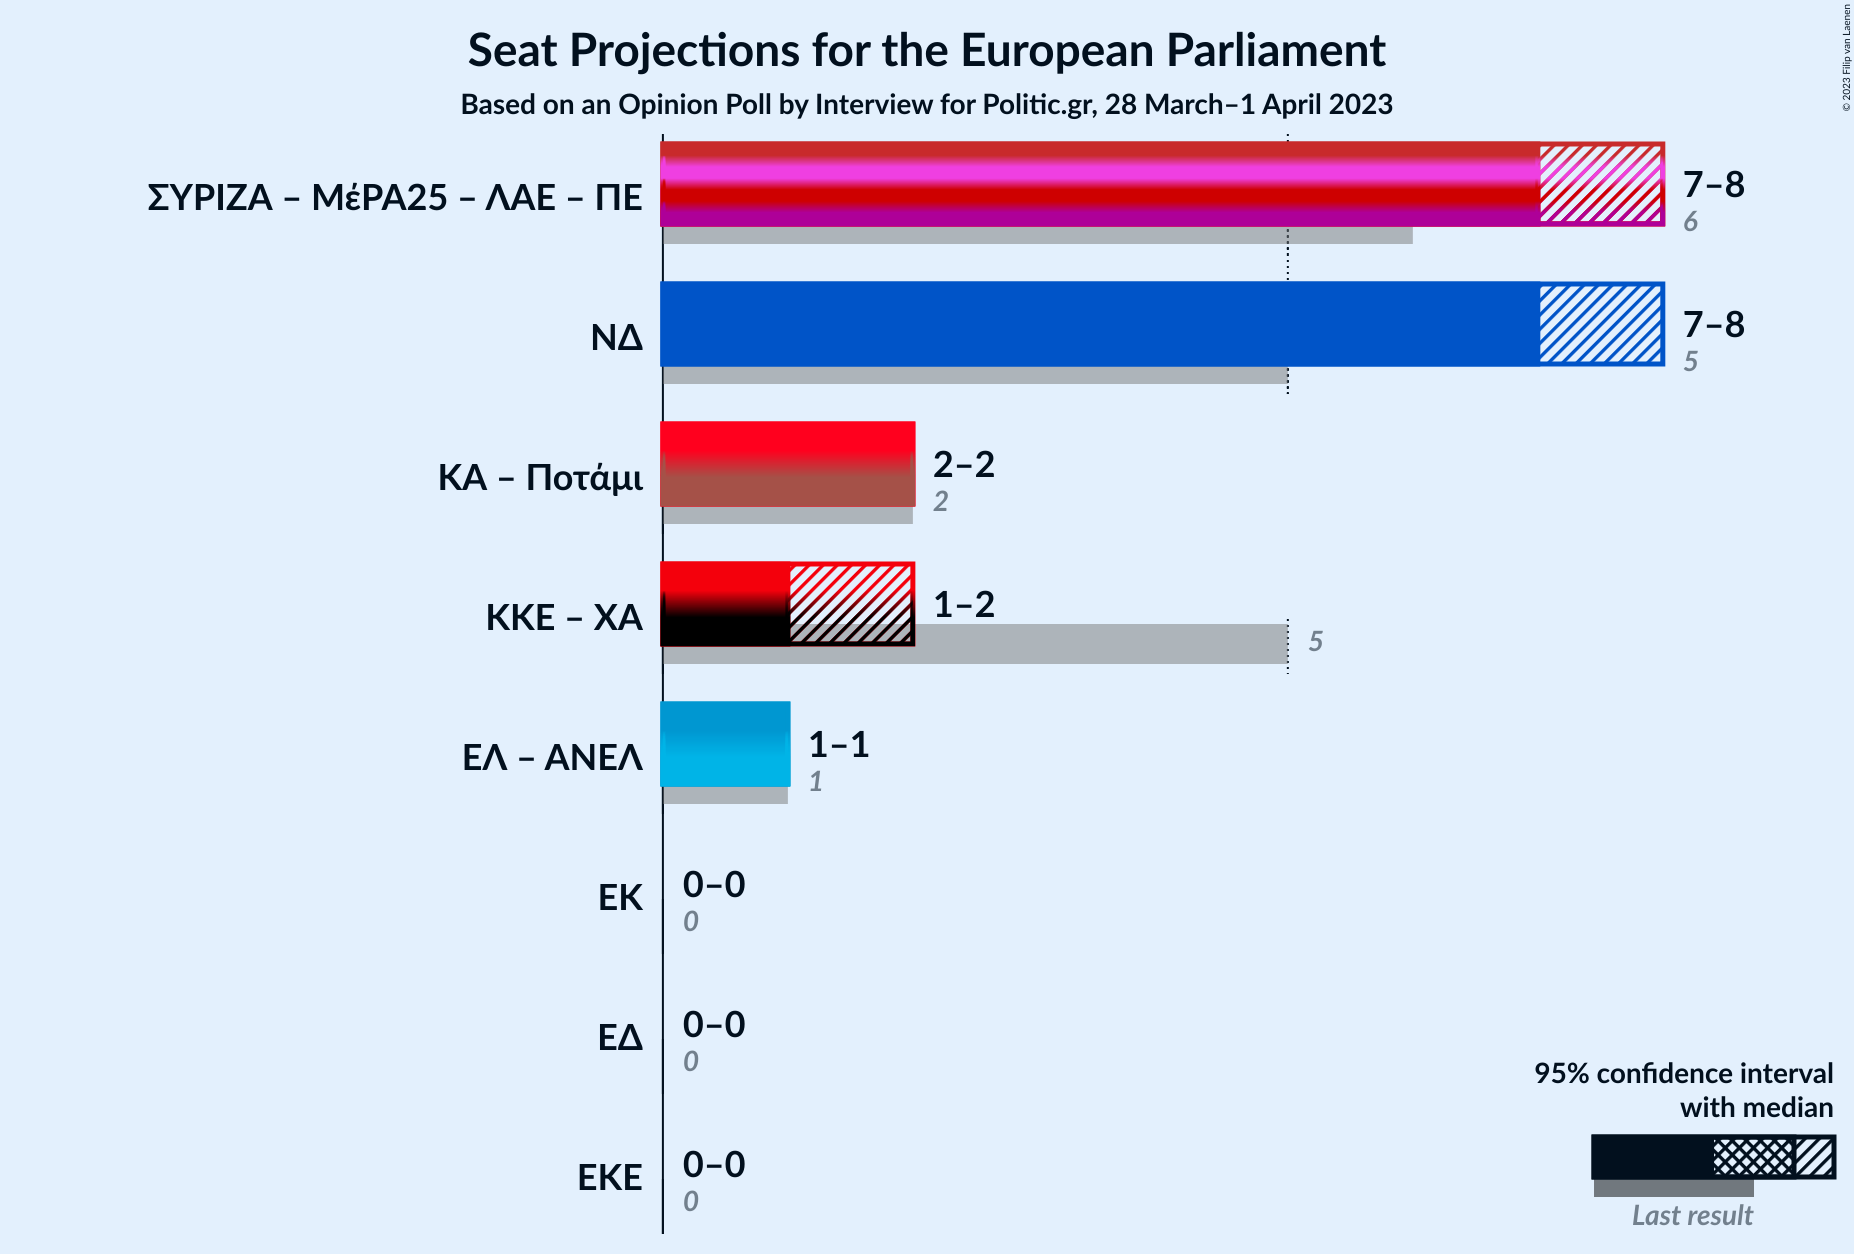 Seat Projections for the European Parliament
Based on an Opinion Poll by Interview for Politic.gr, 28 March–1 April 2023
© 2023 Filip van Laenen
ΣΥΡΙΖΑ – ΜέΡΑ25 – ΛΑΕ – ΠΕ
7–8
6
ΝΔ
7–8
5
ΚΑ – Ποτάμι
2–2
2
ΚΚΕ – ΧΑ
1–2
5
ΕΛ – ΑΝΕΛ
1–1
1
ΕΚ
0–0
0
ΕΔ
0–0
0
ΕΚΕ
0–0
0
95% confidence interval
with median
Last result